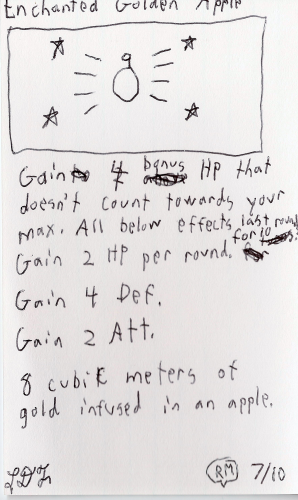 Enchanted Golden Apple
Gain 4 bonus HP that
doesn't count towards your
max. All below effects last round
for 10
Gain 2 HP per round.
Gain 4 Def.
Gain 2 Att.
8 cubic meters of
gold infused in an apple.
RM 7/10